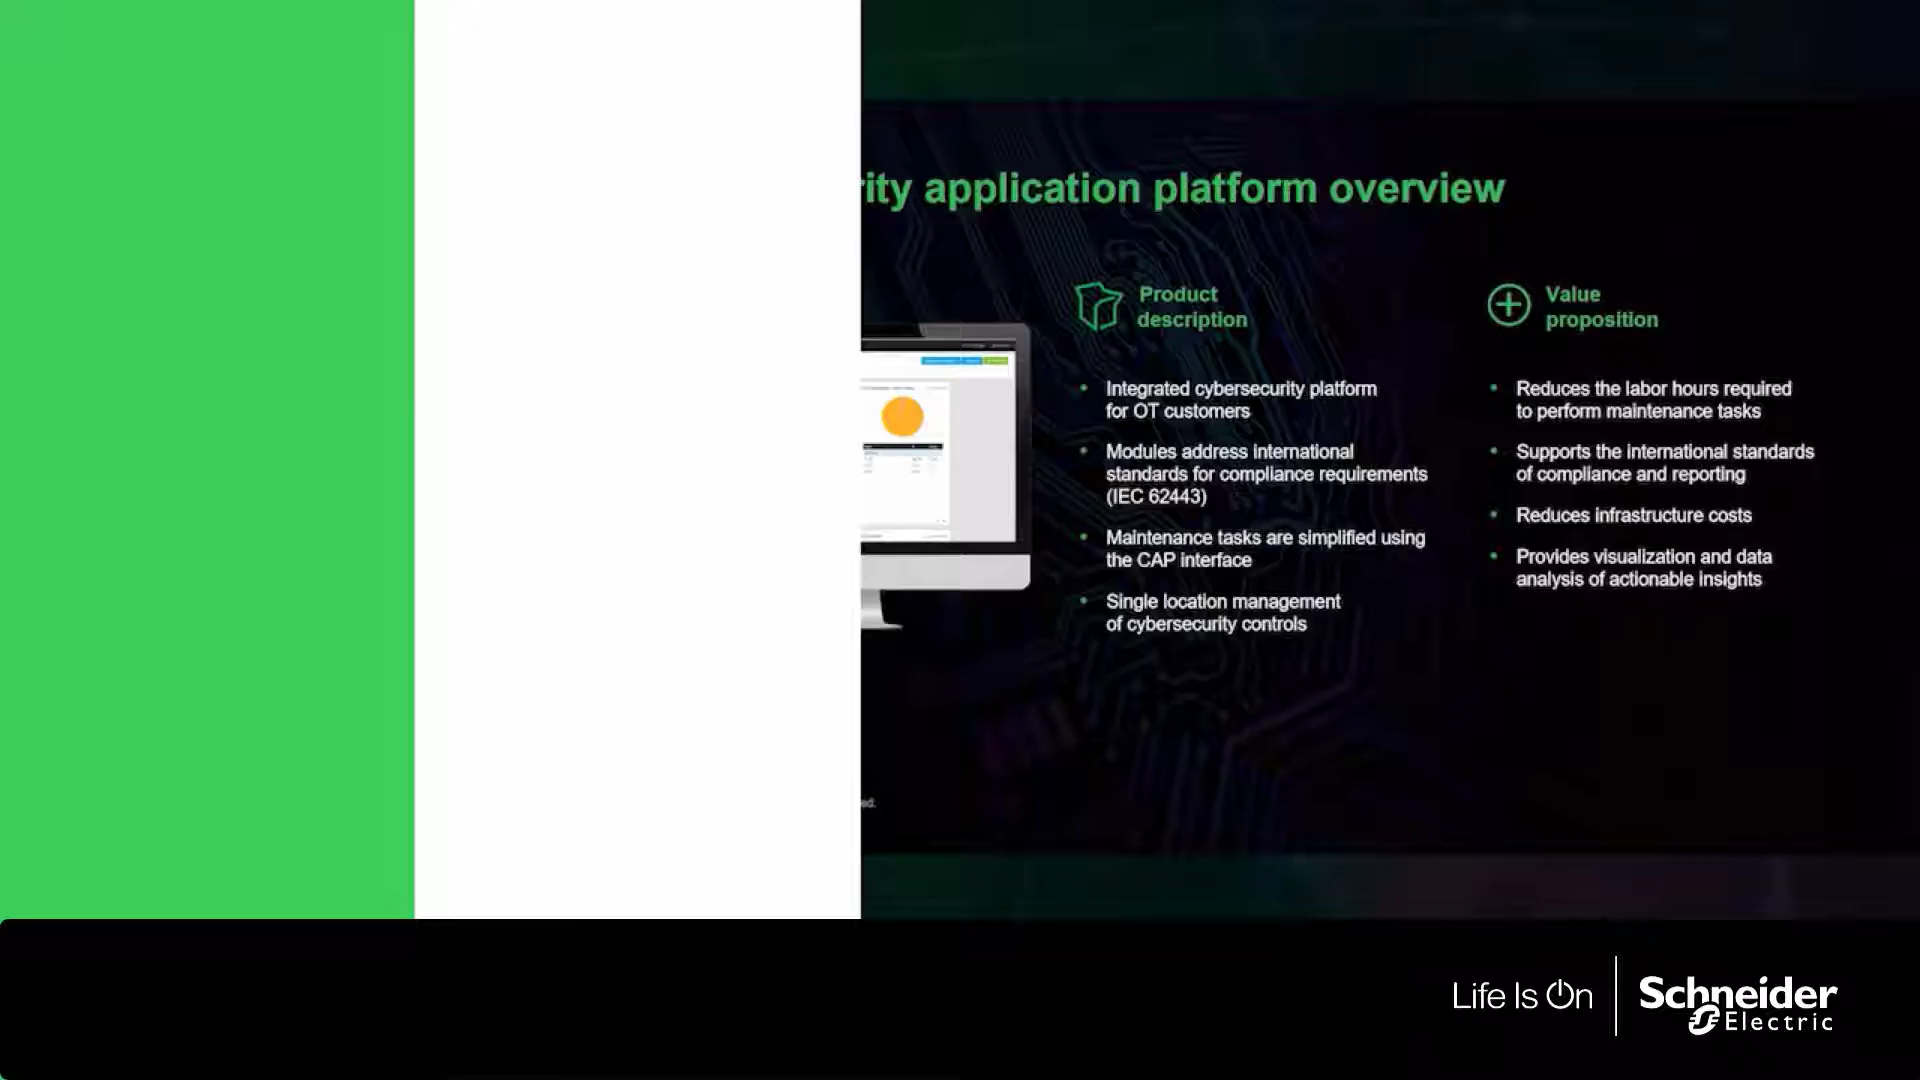 rity application platform overview
Product
description
Integrated cybersecurity platform
for OT customers
Modules address international
standards for compliance requirements
(IEC 62443)
Maintenance tasks are simplified using
the CAP interface
Single location management
of cybersecurity controls
Value
proposition
Reduces the labor hours required
to perform maintenance tasks
Supports the international standards
of compliance and reporting
Reduces infrastructure costs
Provides visualization and data
analysis of actionable insights
ed.
Life Is On
Schneider
Electric